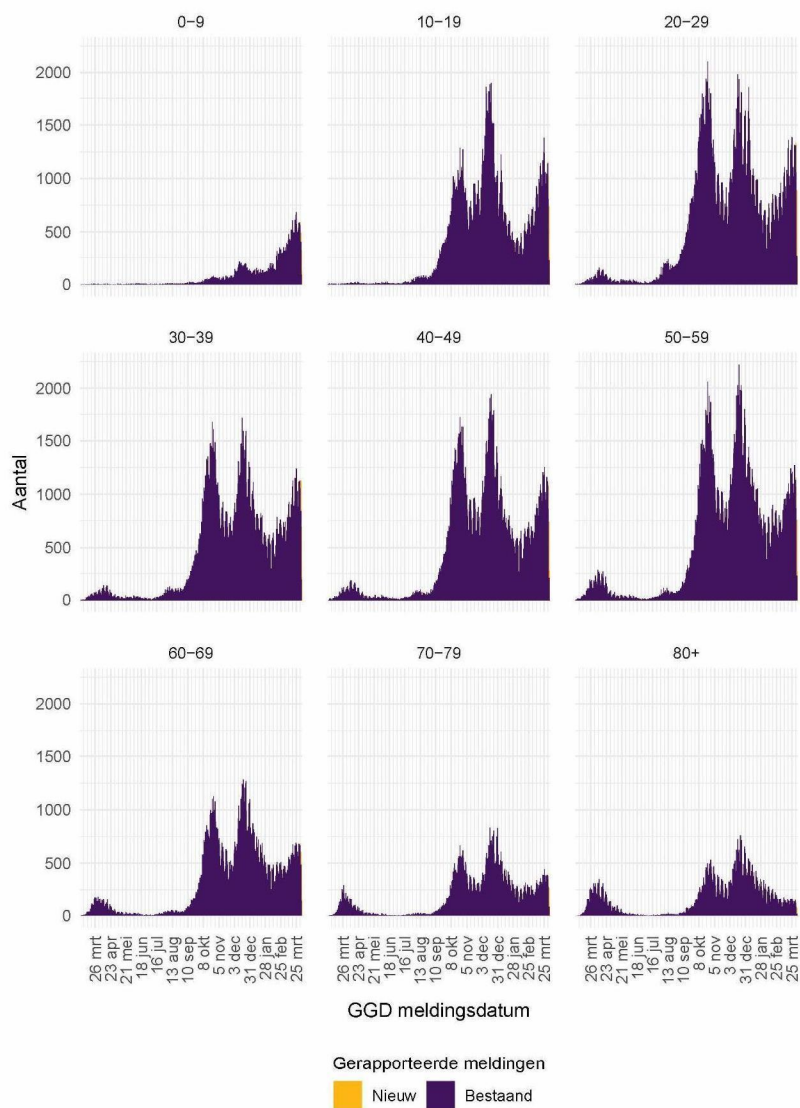 0−9
10−19
20−29
2000
1500
1000
500
0
30−39
40−49
50−59
2000
1500
1000
500
0
Aantal
60−69
70−79
80+
2000
1500
1000
500
0
26 mrt
23 apr
21 mei
18 jun
16 jul
13 aug
10 sep
8 okt
5 nov
3 dec
31 dec
28 jan
25 feb
25 mrt
26 mrt
23 apr
21 mei
18 jun
16 jul
13 aug
10 sep
8 okt
5 nov
3 dec
31 dec
28 jan
25 feb
25 mrt
26 mrt
23 apr
21 mei
18 jun
16 jul
13 aug
10 sep
8 okt
5 nov
3 dec
31 dec
28 jan
25 feb
25 mrt
GGD meldingsdatum
Gerapporteerde meldingen
Nieuw
Bestaand